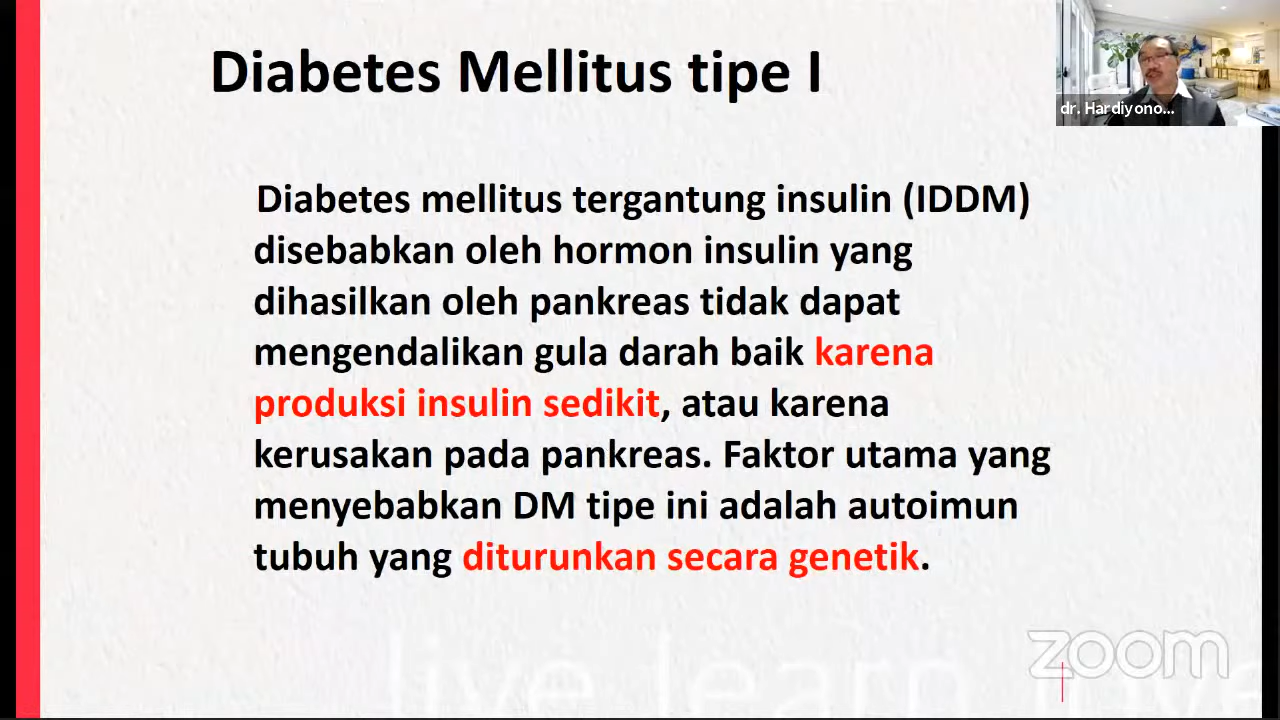 Diabetes Mellitus tipe I
dr. Hardiyono...
Diabetes mellitus tergantung insulin (IDDM)
disebabkan oleh hormon insulin yang
dihasilkan oleh pankreas tidak dapat
mengendalikan gula darah baik karena
produksi insulin sedikit, atau karena
kerusakan pada pankreas. Faktor utama yang
menyebabkan DM tipe ini adalah autoimun
tubuh yang diturunkan secara genetik.
zoom
live learn